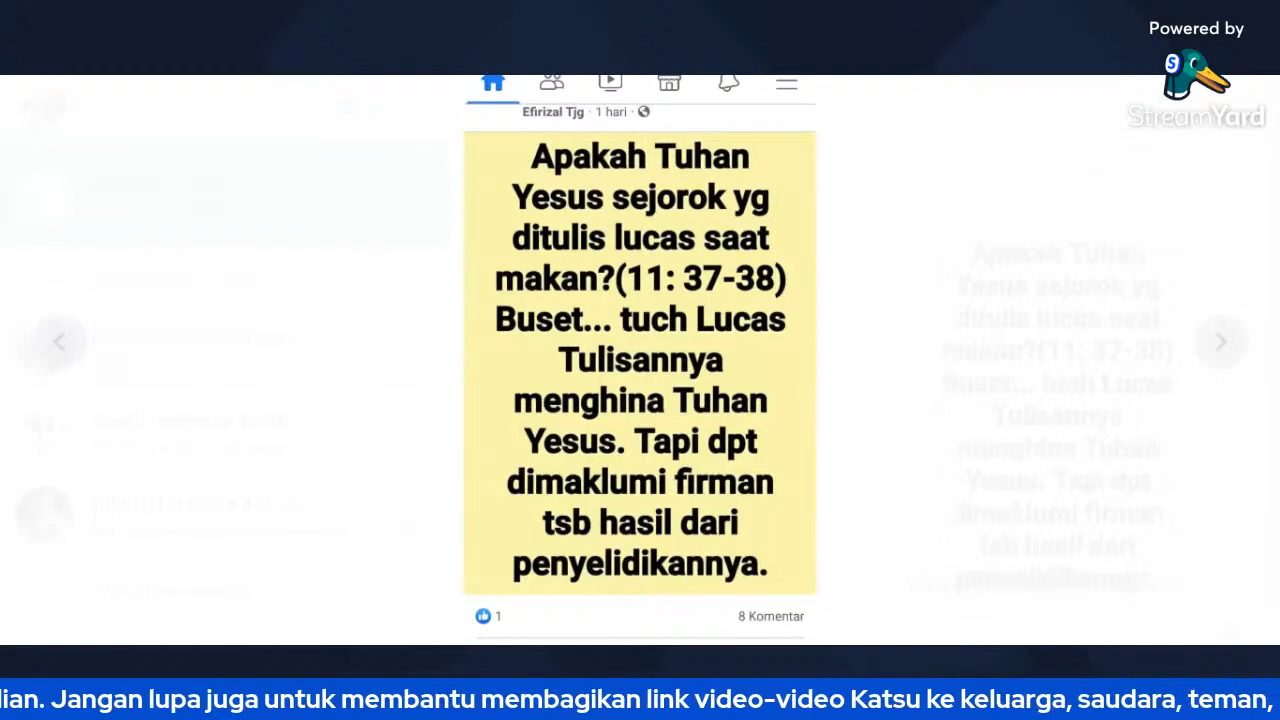 Powered by
StreamYard
Efirizal Tjg · 1 hari ·
Apakah Tuhan
Yesus sejorok yg
ditulis lucas saat
makan?(11: 37-38)
Buset... tuch Lucas
Tulisannya
menghina Tuhan
Yesus. Tapi dpt
dimaklumi firman
tsb hasil dari
penyelidikannya.
1
8 Komentar
lian. Jangan lupa juga untuk membantu membagikan link video-video Katsu ke keluarga, saudara, teman,